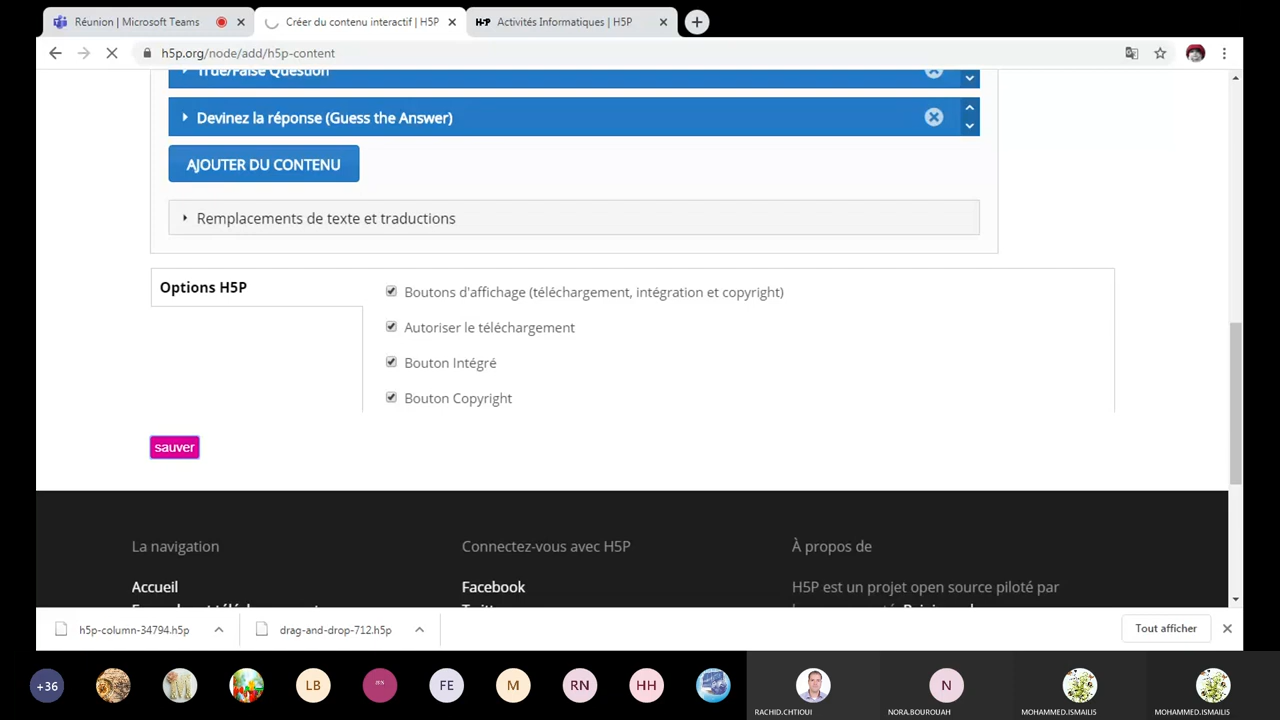 Réunion | Microsoft Teams
Créer du contenu interactif | H5P
Activités Informatiques | H5P
h5p.org/node/add/h5p-content
True/False Question
Devinez la réponse (Guess the Answer)
AJOUTER DU CONTENU
Remplacements de texte et traductions
Options H5P
Boutons d'affichage (téléchargement, intégration et copyright)
Autoriser le téléchargement
Bouton Intégré
Bouton Copyright
sauver
La navigation
Connectez-vous avec H5P
À propos de
Accueil
Facebook
H5P est un projet open source piloté par
h5p-column-34794.h5p
drag-and-drop-712.h5p
Tout afficher
+36
LB
FE
M
RN
HH
N
RACHID.CHTIOUI
NORA.BOUROUAH
MOHAMMED.ISMAILIS
MOHAMMED.ISMAILIS